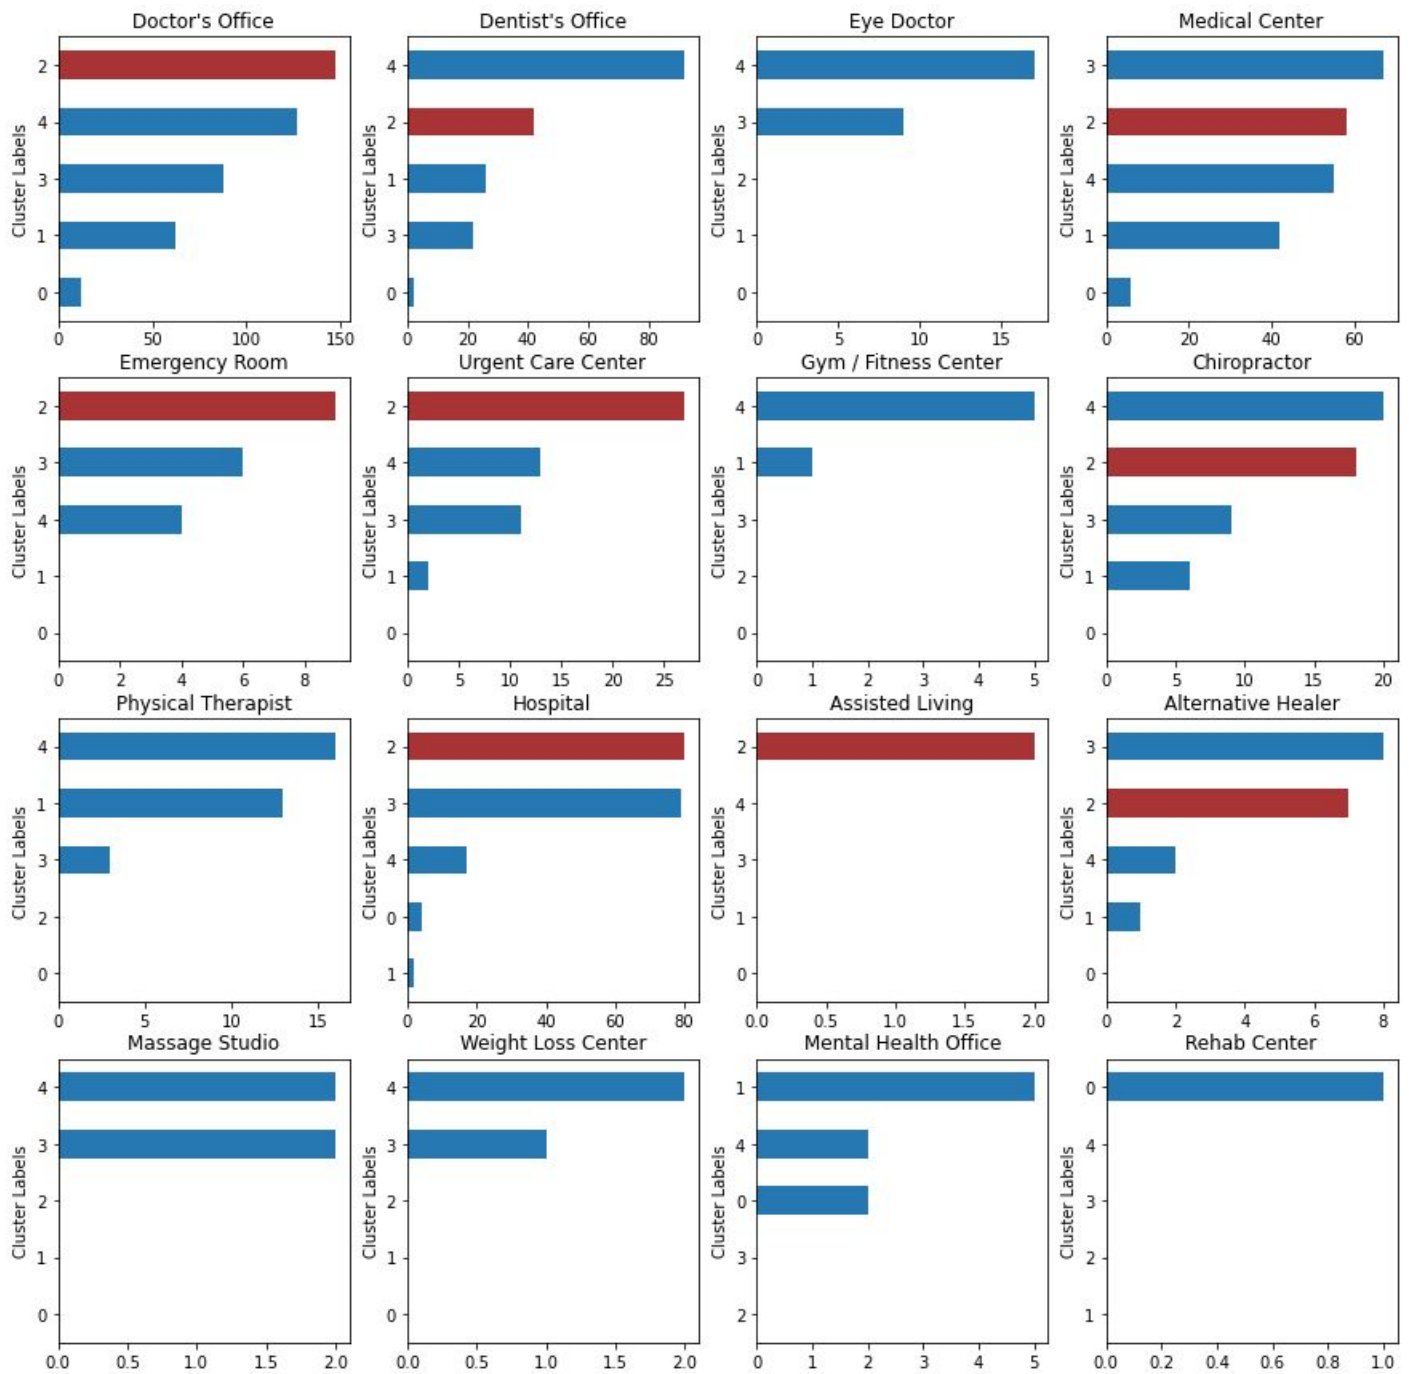 Doctor's Office
Cluster Labels
2
4
3
1
0
0 50 100 150
Dentist's Office
Cluster Labels
4
2
1
3
0
0 20 40 60 80
Eye Doctor
Cluster Labels
4
3
2
1
0
0 5 10 15
Medical Center
Cluster Labels
3
2
4
1
0
0 20 40 60
Emergency Room
Cluster Labels
2
3
4
1
0
0 2 4 6 8
Urgent Care Center
Cluster Labels
2
4
3
1
0
0 5 10 15 20 25
Gym / Fitness Center
Cluster Labels
4
1
3
2
0
0 1 2 3 4 5
Chiropractor
Cluster Labels
4
2
3
1
0
0 5 10 15 20
Physical Therapist
Cluster Labels
4
1
3
2
0
0 5 10 15
Hospital
Cluster Labels
2
3
4
0
1
0 20 40 60 80
Assisted Living
Cluster Labels
2
4
3
1
0
0.0 0.5 1.0 1.5 2.0
Alternative Healer
Cluster Labels
3
2
4
1
0
0 2 4 6 8
Massage Studio
Cluster Labels
4
3
2
1
0
0.0 0.5 1.0 1.5 2.0
Weight Loss Center
Cluster Labels
4
3
2
1
0
0.0 0.5 1.0 1.5 2.0
Mental Health Office
Cluster Labels
1
4
0
3
2
0 1 2 3 4 5
Rehab Center
Cluster Labels
0
4
3
2
1
0.0 0.2 0.4 0.6 0.8 1.0